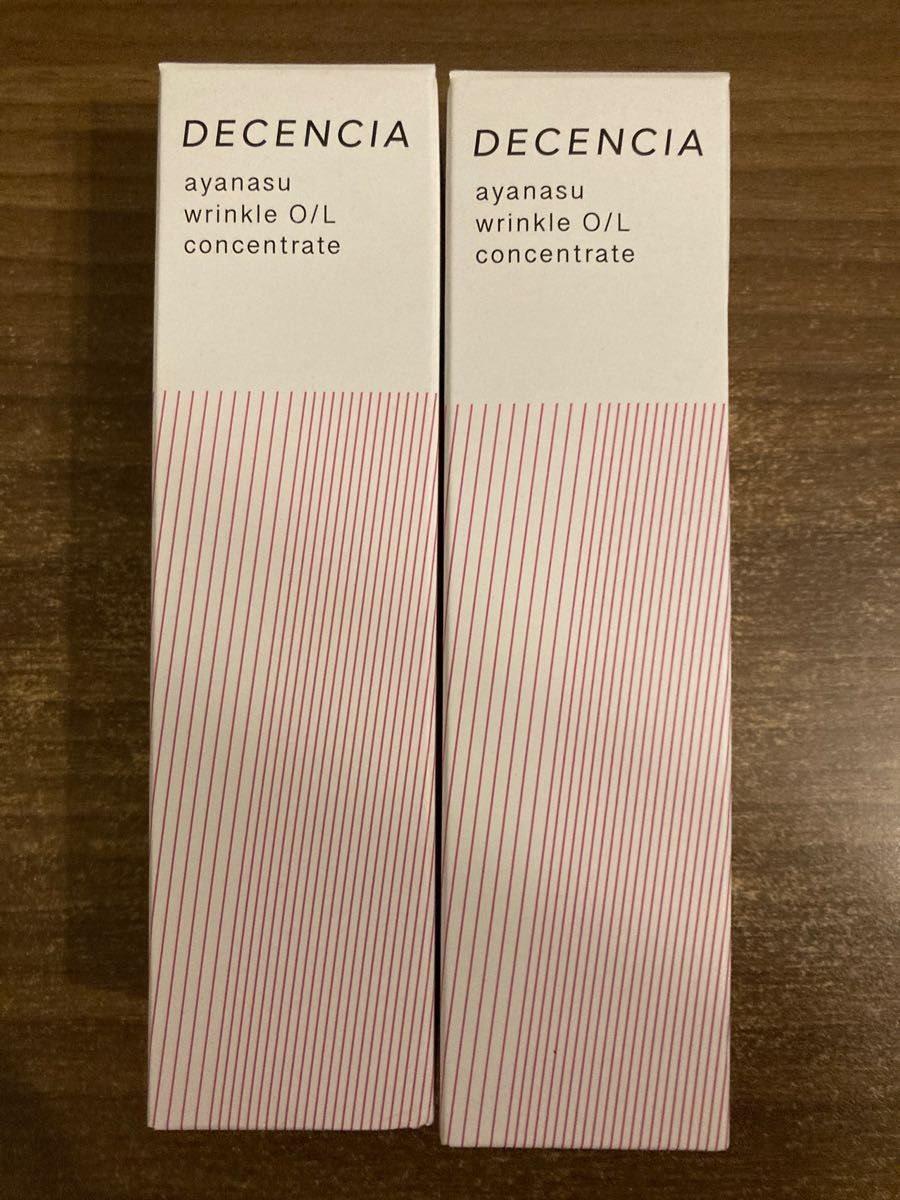 DECENCIA
ayanasu
wrinkle O/L
concentrate
DECENCIA
ayanasu
wrinkle O/L
concentrate